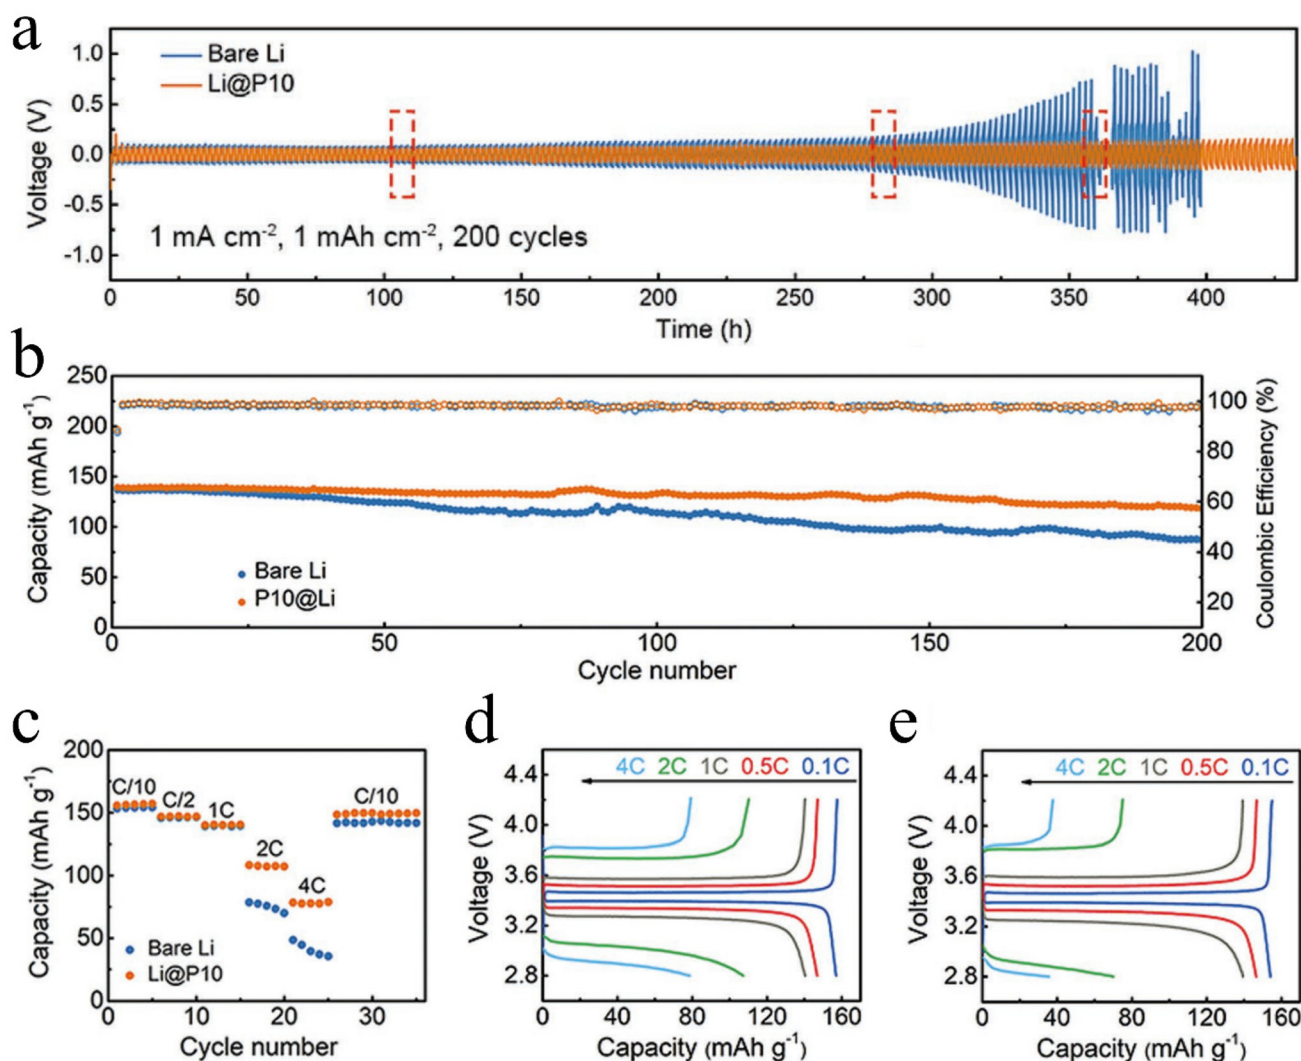 a
Bare Li
Li@P10
1.0
0.5
0.0
-0.5
-1.0
Voltage (V)
1 mA cm⁻², 1 mAh cm⁻², 200 cycles
0 50 100 150 200 250 300 350 400
Time (h)
b
250
200
150
100
50
0
Capacity (mAh g⁻¹)
100
80
60
40
20
Coulombic Efficiency (%)
Bare Li
P10@Li
0 50 100 150 200
Cycle number
c
200
150
100
50
0
Capacity (mAh g⁻¹)
C/10
C/2
1C
2C
4C
C/10
Bare Li
Li@P10
0 10 20 30
Cycle number
d
4.4
4.0
3.6
3.2
2.8
Voltage (V)
4C 2C 1C 0.5C 0.1C
0 40 80 120 160
Capacity (mAh g⁻¹)
e
4.4
4.0
3.6
3.2
2.8
Voltage (V)
4C 2C 1C 0.5C 0.1C
0 40 80 120 160
Capacity (mAh g⁻¹)